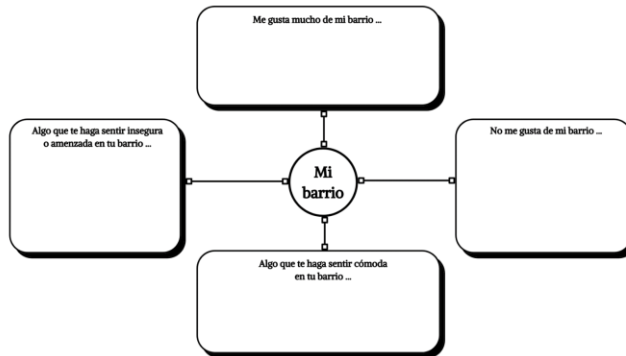 Me gusta mucho de mi barrio ...
Algo que te haga sentir insegura
o amenzada en tu barrio ...
No me gusta de mi barrio ...
Mi
barrio
Algo que te haga sentir cómoda
en tu barrio ...